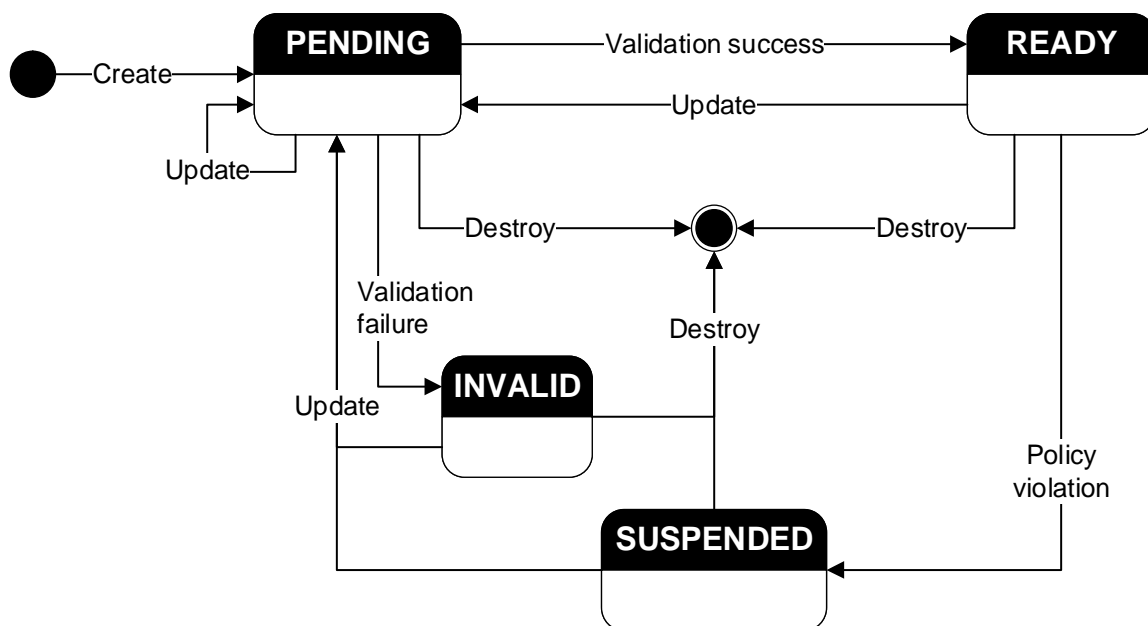 PENDING
Validation success
READY
Create
Update
Update
Destroy
Destroy
Validation
failure
Destroy
INVALID
Update
Policy
violation
SUSPENDED